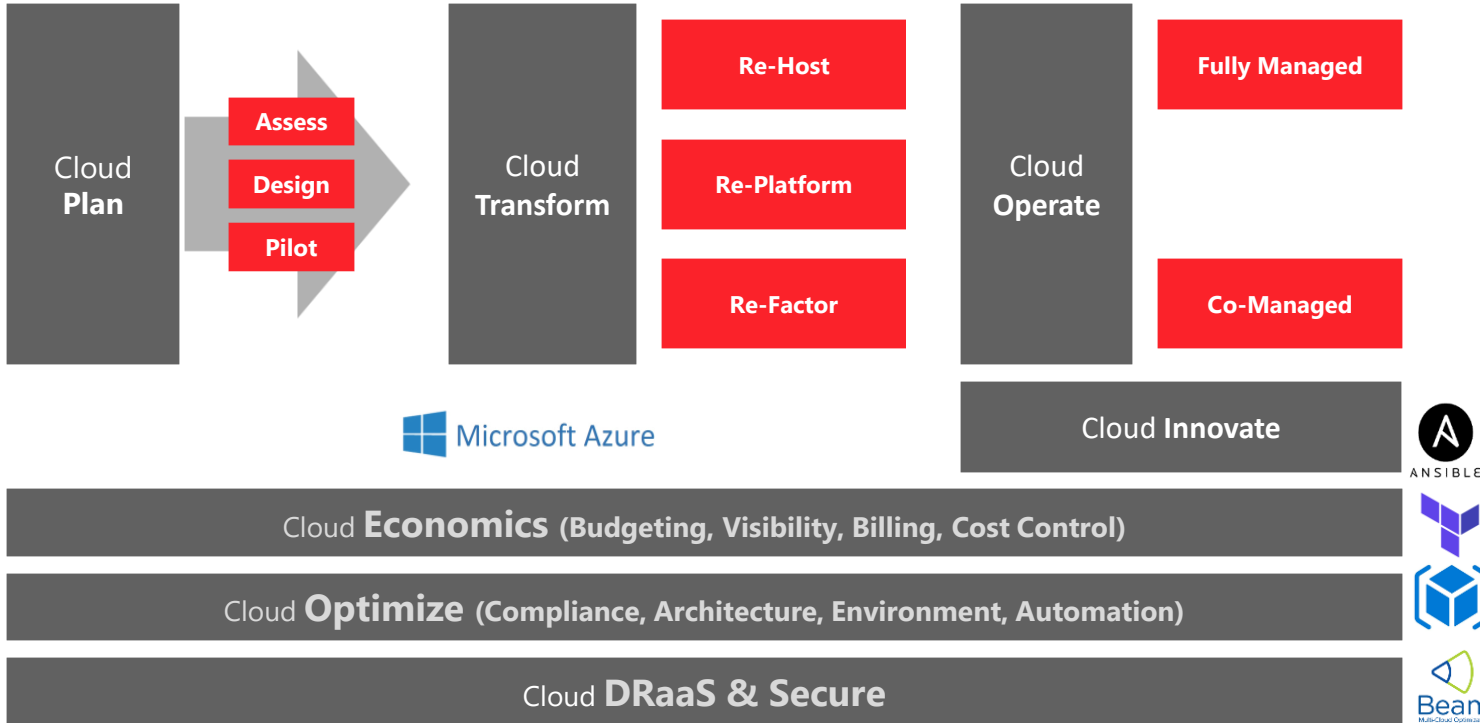 Cloud
Plan
Assess
Design
Pilot
Cloud
Transform
Re-Host
Re-Platform
Re-Factor
Cloud
Operate
Fully Managed
Co-Managed
Microsoft Azure
Cloud Innovate
ANSIBLE
Cloud Economics (Budgeting, Visibility, Billing, Cost Control)
Cloud Optimize (Compliance, Architecture, Environment, Automation)
Cloud DRaaS & Secure
Beam